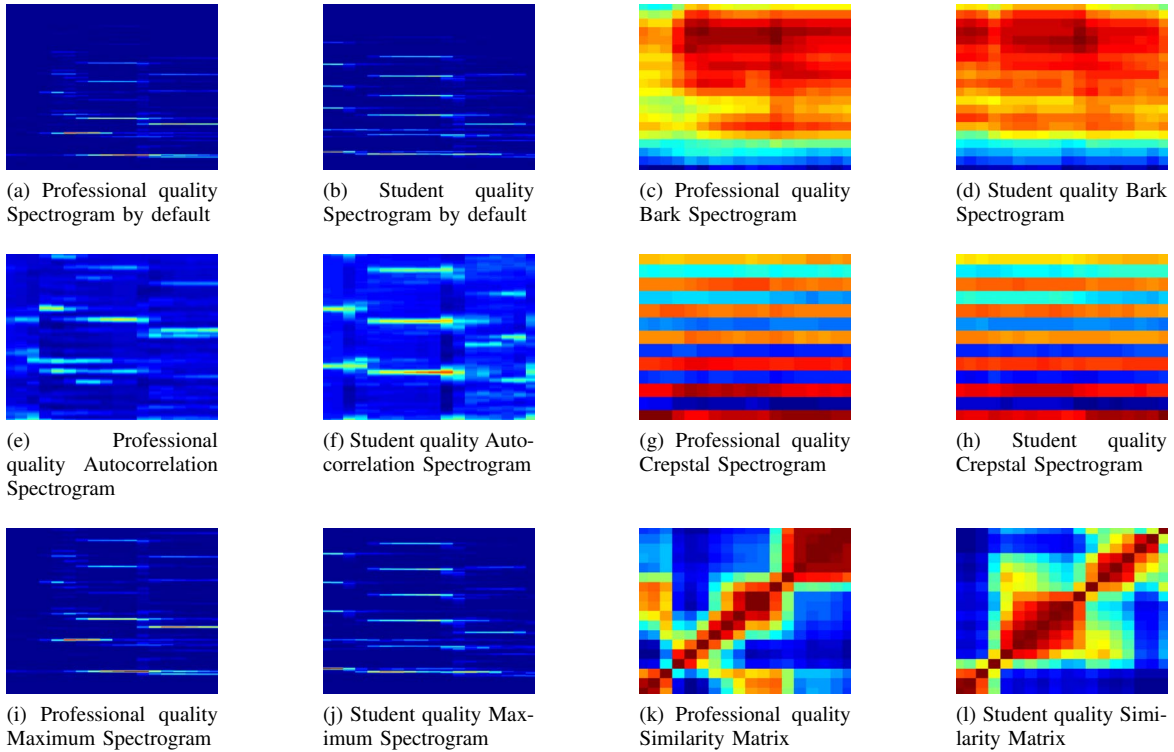 (a) Professional quality
Spectrogram by default
(b) Student quality
Spectrogram by default
(c) Professional quality
Bark Spectrogram
(d) Student quality Bark
Spectrogram
(e) Professional
quality Autocorrelation
Spectrogram
(f) Student quality Auto-
correlation Spectrogram
(g) Professional quality
Crepstal Spectrogram
(h) Student quality
Crepstal Spectrogram
(i) Professional quality
Maximum Spectrogram
(j) Student quality Max-
imum Spectrogram
(k) Professional quality
Similarity Matrix
(l) Student quality Simi-
larity Matrix